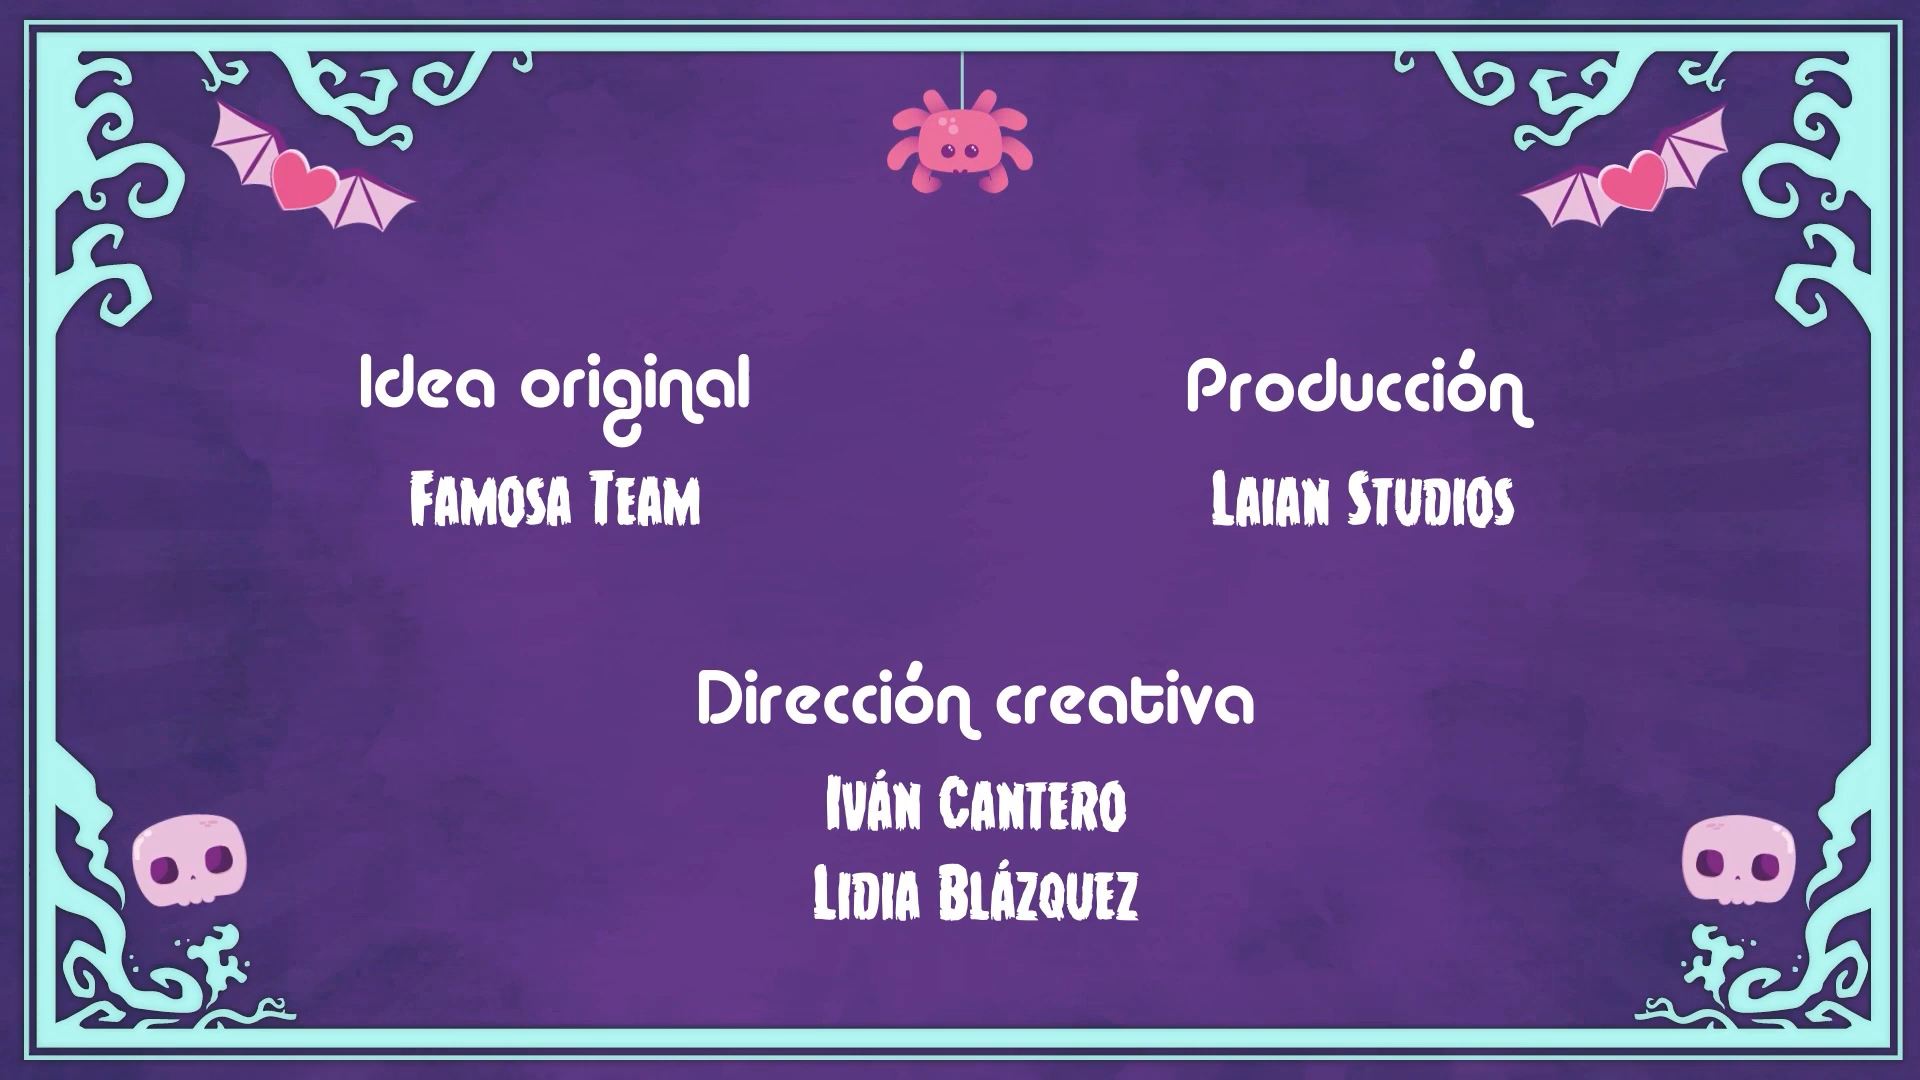 Idea original
Famosa Team
Producción
Laian Studios
Dirección creativa
Iván Cantero
Lidia Blázquez